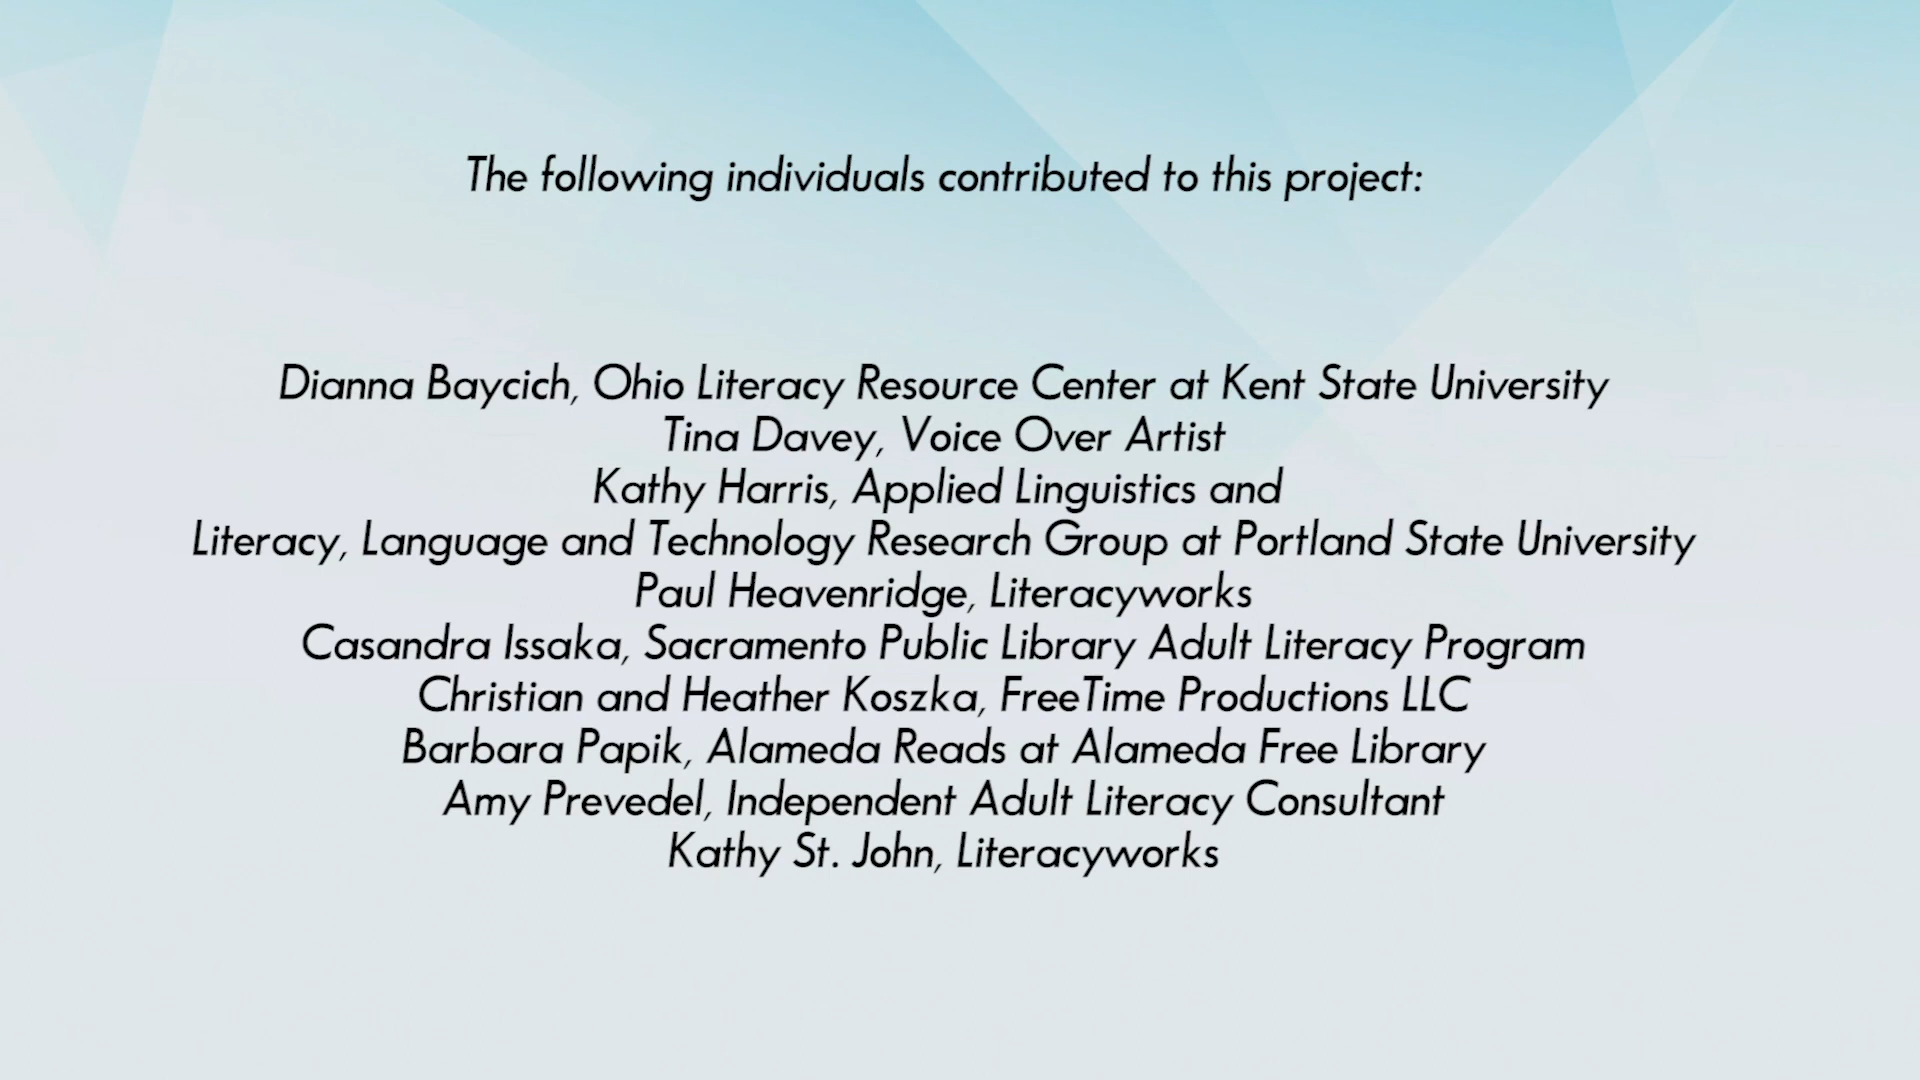 The following individuals contributed to this project:
Dianna Baycich, Ohio Literacy Resource Center at Kent State University
Tina Davey, Voice Over Artist
Kathy Harris, Applied Linguistics and
Literacy, Language and Technology Research Group at Portland State University
Paul Heavenridge, Literacyworks
Casandra Issaka, Sacramento Public Library Adult Literacy Program
Christian and Heather Koszka, FreeTime Productions LLC
Barbara Papik, Alameda Reads at Alameda Free Library
Amy Prevedel, Independent Adult Literacy Consultant
Kathy St. John, Literacyworks